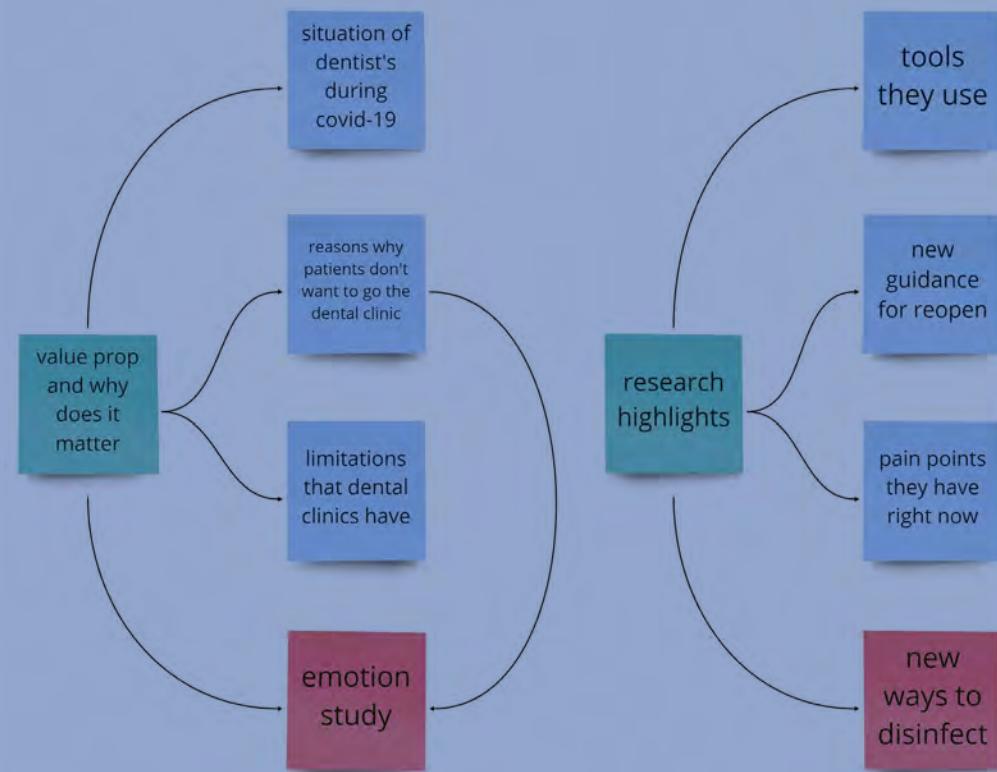 situation of
dentist's
during
covid-19
reasons why
patients don't
want to go the
dental clinic
value prop
and why
does it
matter
limitations
that dental
clinics have
emotion
study
tools
they use
new
guidance
for reopen
research
highlights
pain points
they have
right now
new
ways to
disinfect